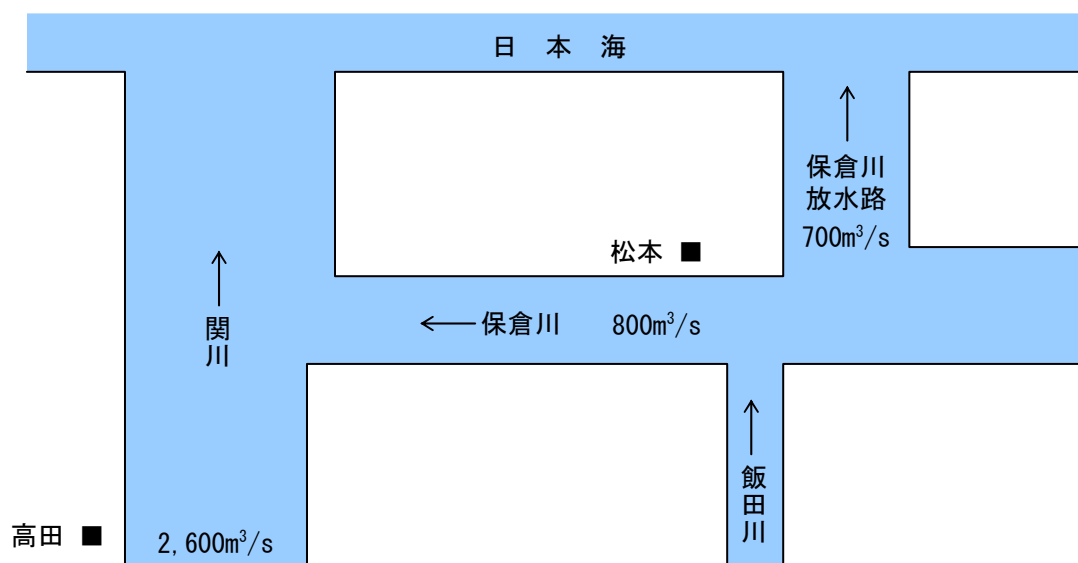 日 本 海
保倉川
放水路
700m³/s
松本 ■
関川
← 保倉川 800m³/s
飯田川
高田 ■
2,600m³/s